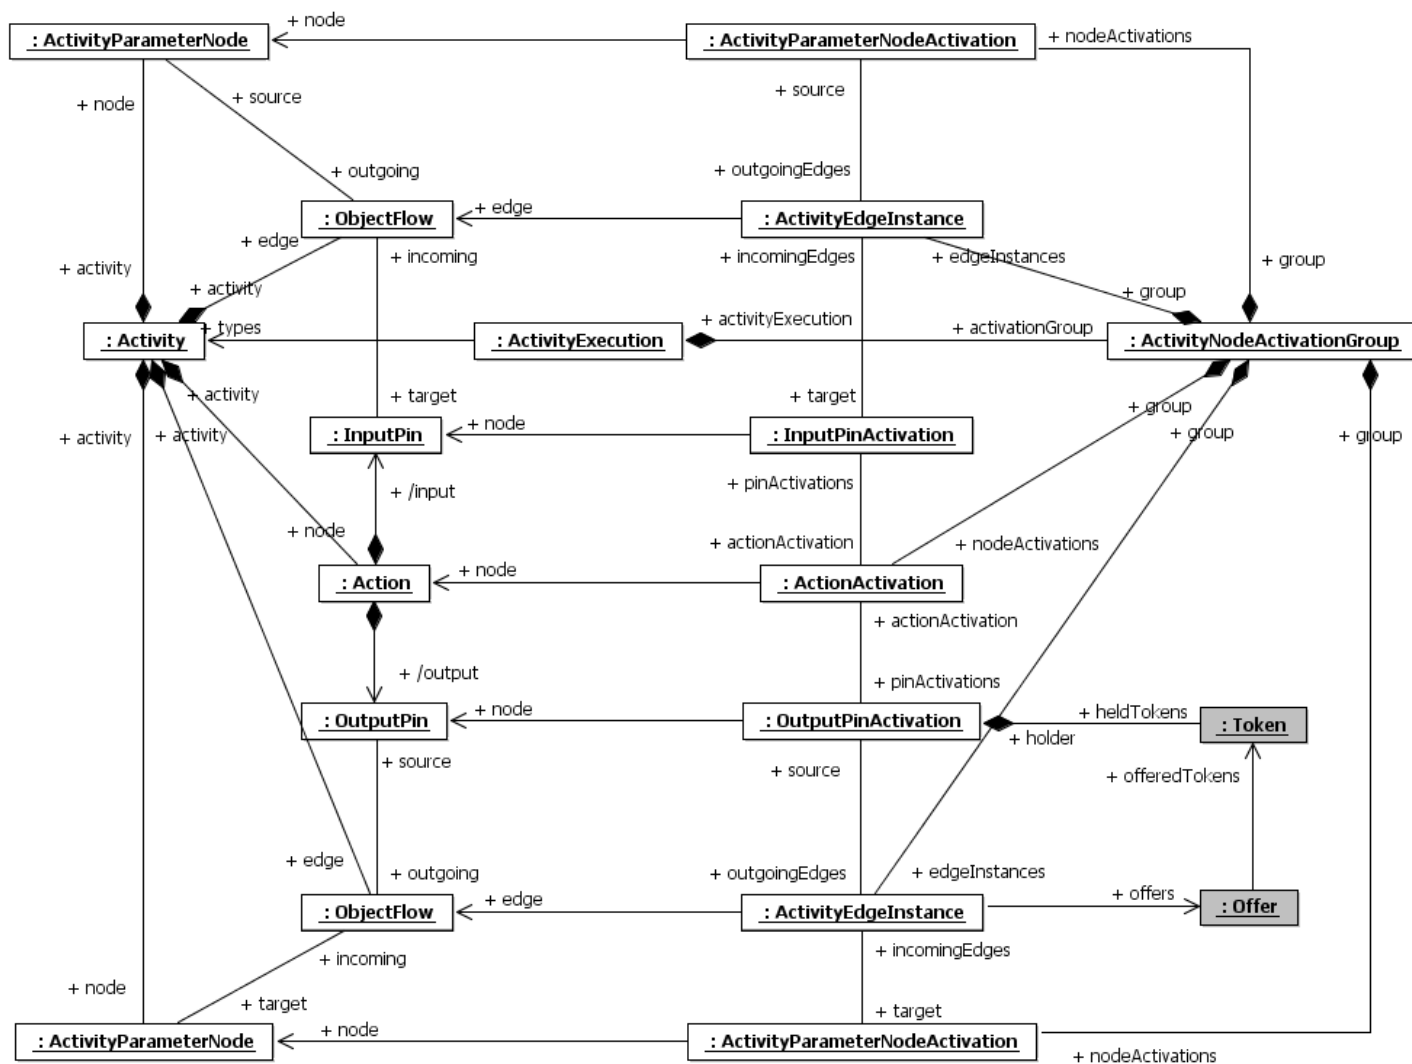 + node
: ActivityParameterNode
: ActivityParameterNodeActivation
+ nodeActivations
+ node
+ source
+ source
+ outgoing
+ outgoingEdges
: ObjectFlow
+ edge
: ActivityEdgeInstance
+ edge
+ incoming
+ incomingEdges
+ edgeInstances
+ group
+ activity
+ activity
+ group
+ types
+ activityExecution
+ activationGroup
: Activity
: ActivityExecution
: ActivityNodeActivationGroup
+ activity
+ target
+ target
+ group
+ activity
+ activity
: InputPin
+ node
: InputPinActivation
+ group
+ group
+ /input
+ pinActivations
+ node
+ actionActivation
+ nodeActivations
: Action
+ node
: ActionActivation
+ actionActivation
+ /output
+ pinActivations
: OutputPin
+ node
: OutputPinActivation
+ heldTokens
+ holder
: Token
+ source
+ source
+ offeredTokens
+ edge
+ outgoing
+ outgoingEdges
+ edgeInstances
: ObjectFlow
+ edge
: ActivityEdgeInstance
+ offers
: Offer
+ incoming
+ incomingEdges
+ node
+ target
+ target
: ActivityParameterNode
+ node
: ActivityParameterNodeActivation
+ nodeActivations